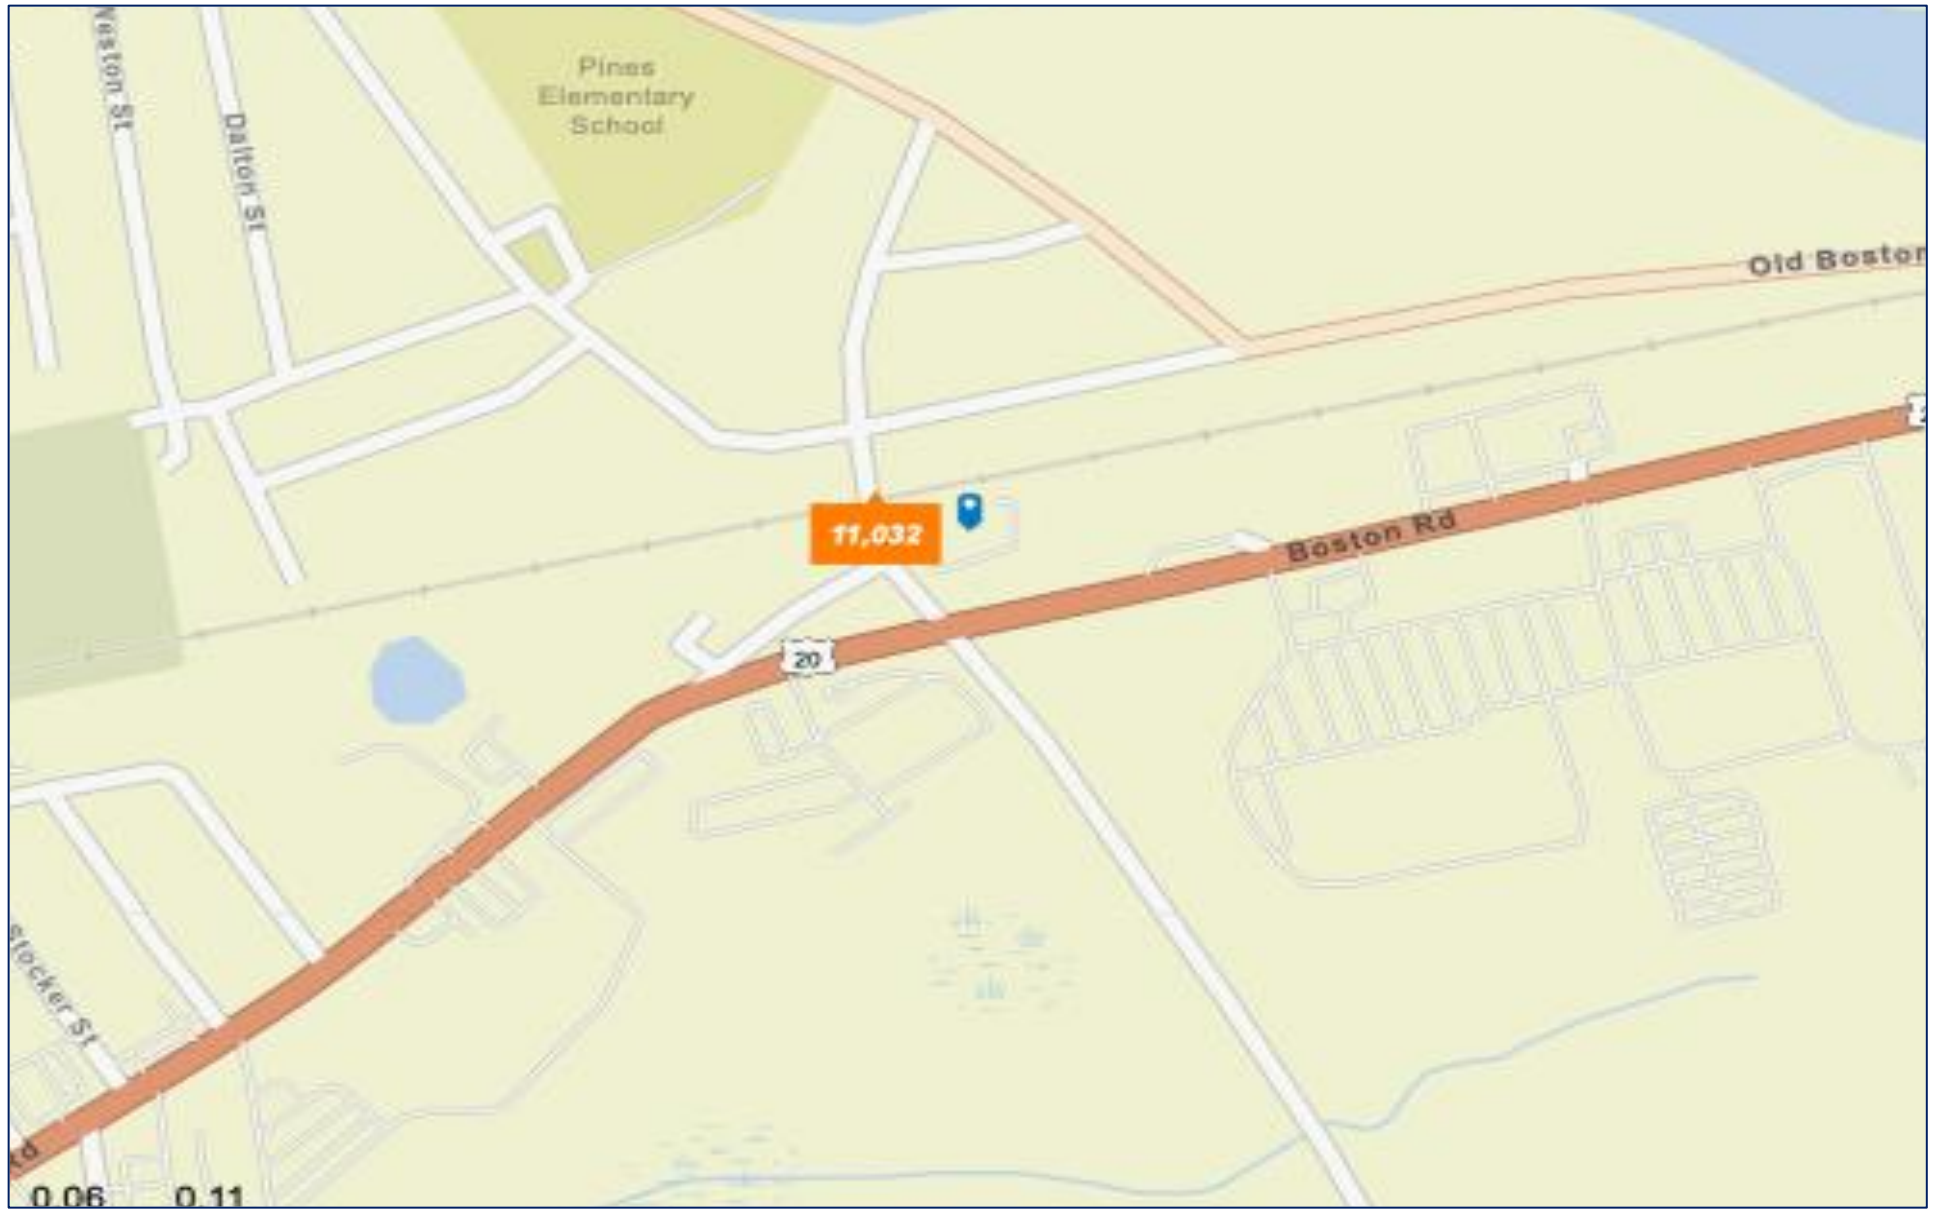 Weston St
Dalton St
Pines
Elementary
School
Old Boston
11,032
Boston Rd
20
Stocker St
Rd
0.06
0.11